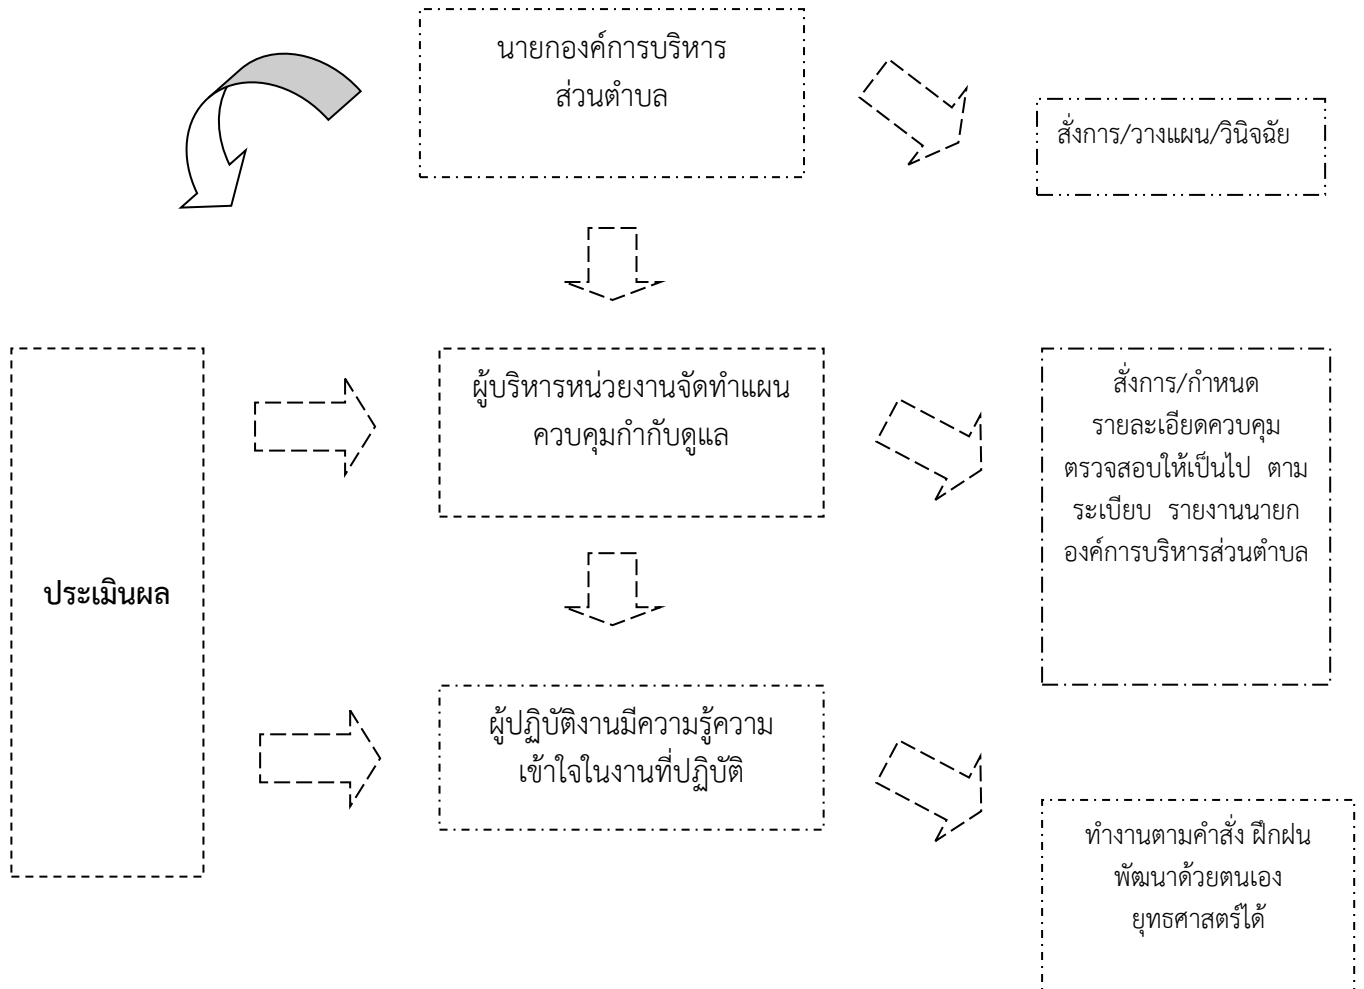 นายกองค์การบริหาร
ส่วนตำบล
สั่งการ/วางแผน/วินิจฉัย
ผู้บริหารหน่วยงานจัดทำแผน
ควบคุมกำกับดูแล
สั่งการ/กำหนด
รายละเอียดควบคุม
ตรวจสอบให้เป็นไป ตาม
ระเบียบ รายงานนายก
องค์การบริหารส่วนตำบล
ประเมินผล
ผู้ปฏิบัติงานมีความรู้ความ
เข้าใจในงานที่ปฏิบัติ
ทำงานตามคำสั่ง ฝึกฝน
พัฒนาด้วยตนเอง
ยุทธศาสตร์ได้